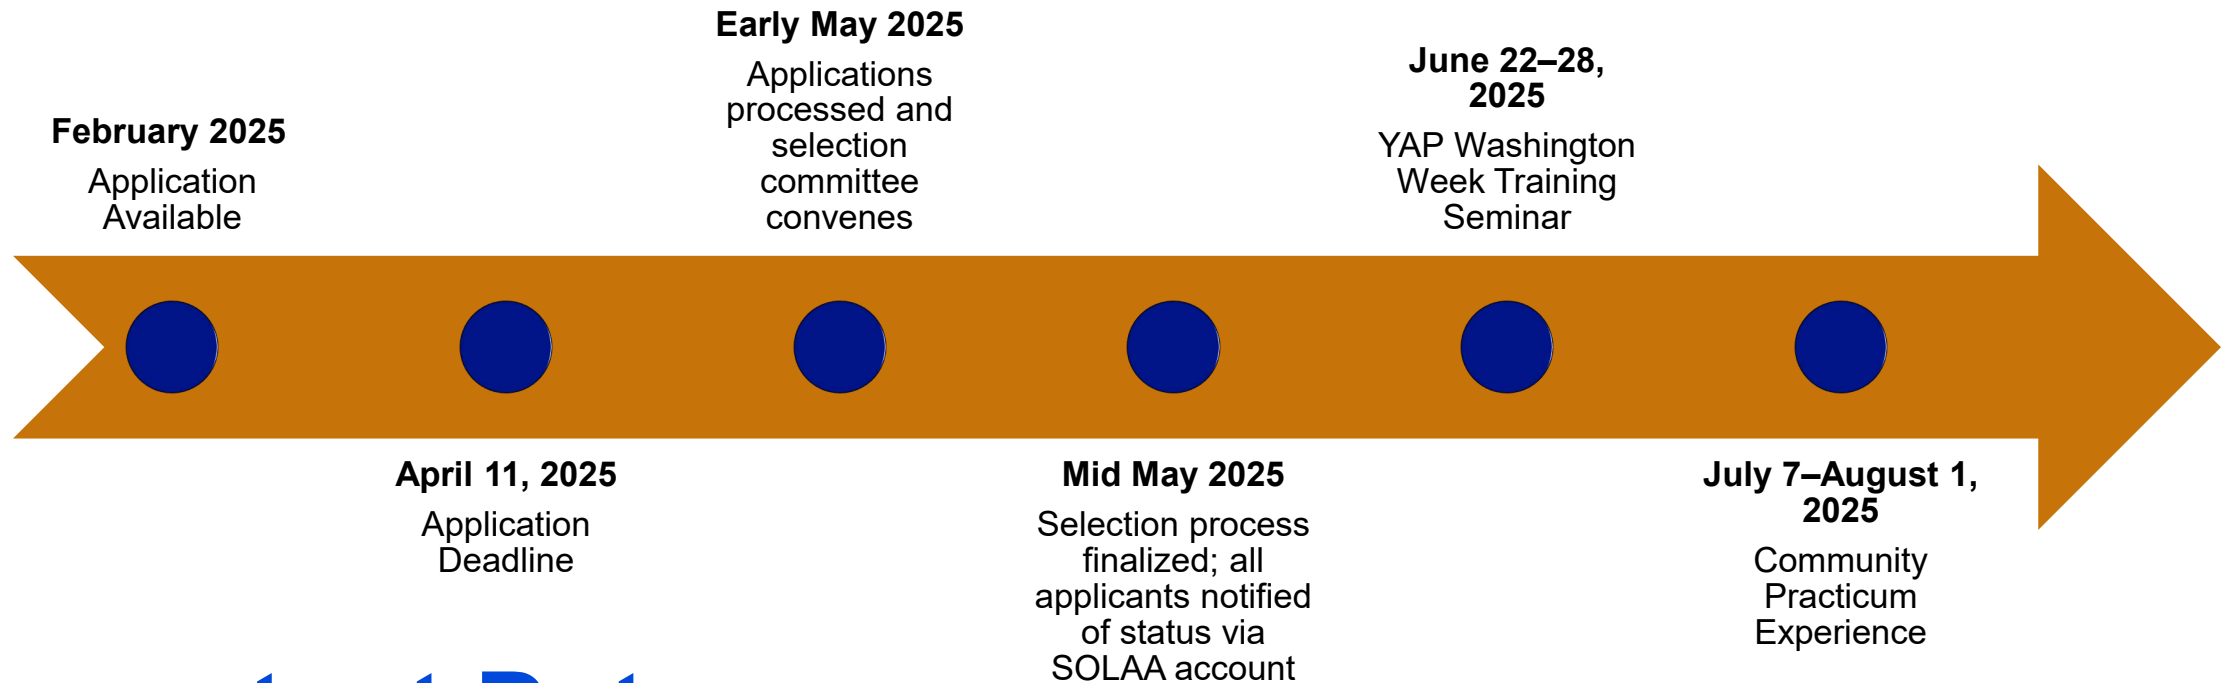 February 2025
Application
Available
April 11, 2025
Application
Deadline
Early May 2025
Applications
processed and
selection
committee
convenes
Mid May 2025
Selection process
finalized; all
applicants notified
of status via
SOLAA account
June 22–28,
2025
YAP Washington
Week Training
Seminar
July 7–August 1,
2025
Community
Practicum
Experience